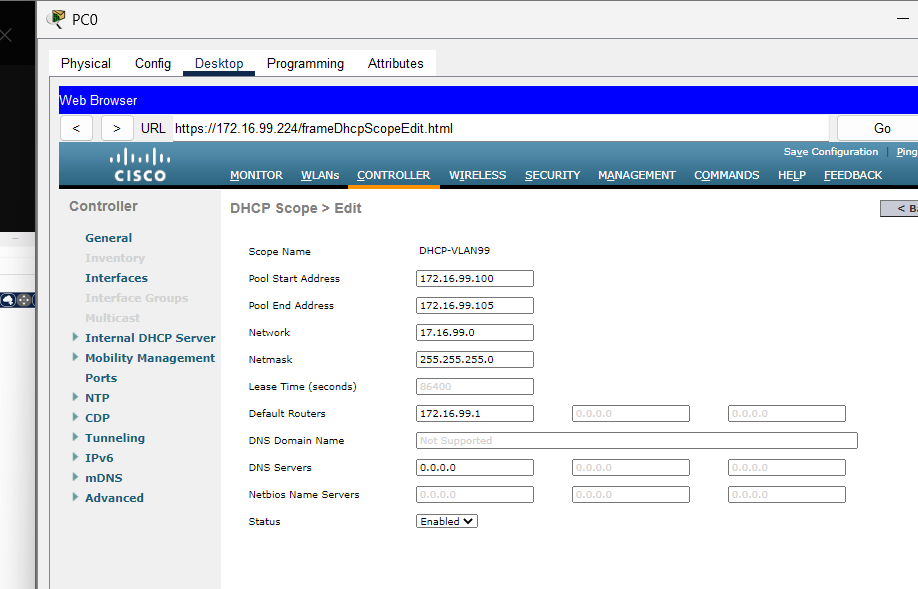 PC0
Physical Config Desktop Programming Attributes
Web Browser
< > URL https://172.16.99.224/frameDhcpScopeEdit.html Go
Save Configuration | Ping
CISCO
MONITOR WLANs CONTROLLER WIRELESS SECURITY MANAGEMENT COMMANDS HELP FEEDBACK
Controller
General
Inventory
Interfaces
Interface Groups
Multicast
Internal DHCP Server
Mobility Management
Ports
NTP
CDP
Tunneling
IPv6
mDNS
Advanced
DHCP Scope > Edit
< B
Scope Name DHCP-VLAN99
Pool Start Address 172.16.99.100
Pool End Address 172.16.99.105
Network 17.16.99.0
Netmask 255.255.255.0
Lease Time (seconds) 86400
Default Routers 172.16.99.1 0.0.0.0 0.0.0.0
DNS Domain Name Not Supported
DNS Servers 0.0.0.0 0.0.0.0 0.0.0.0
Netbios Name Servers 0.0.0.0 0.0.0.0 0.0.0.0
Status Enabled